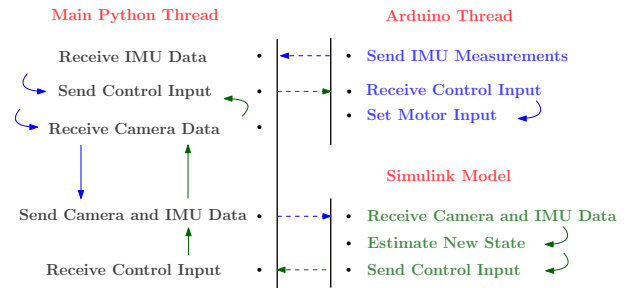 Main Python Thread
Arduino Thread
Receive IMU Data
Send IMU Measurements
Send Control Input
Receive Control Input
Set Motor Input
Receive Camera Data
Simulink Model
Send Camera and IMU Data
Receive Camera and IMU Data
Estimate New State
Receive Control Input
Send Control Input